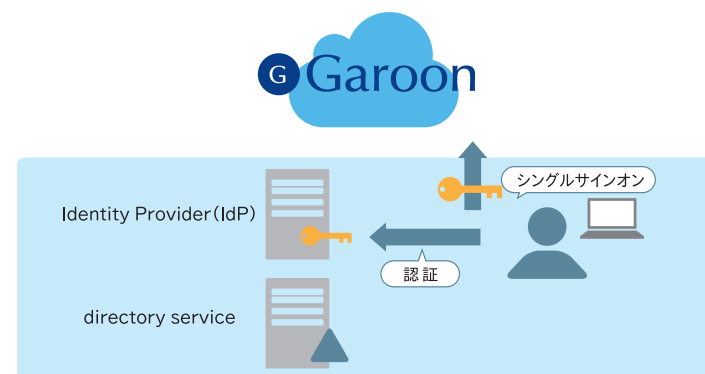 G Garoon
シングルサインオン
Identity Provider（IdP）
認証
directory service